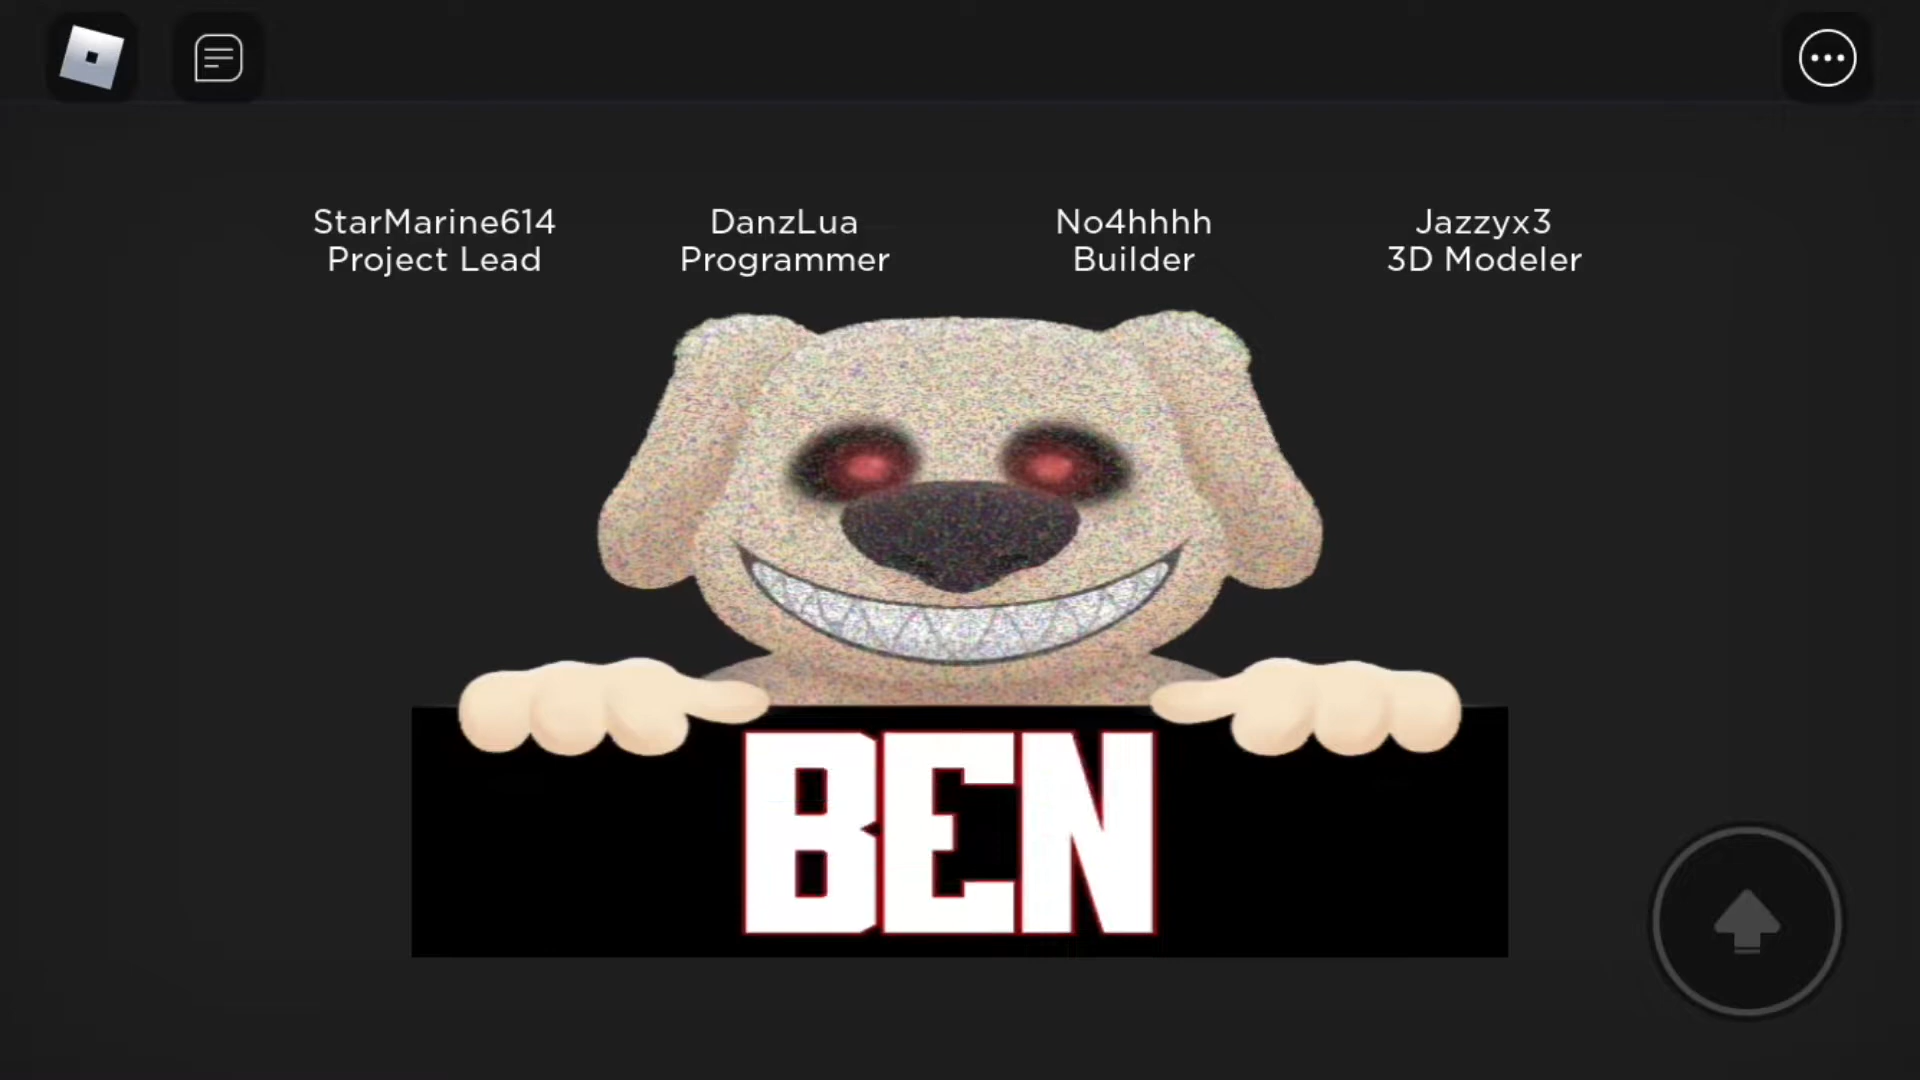 StarMarine614
Project Lead
DanzLua
Programmer
No4hhhh
Builder
Jazzyx3
3D Modeler
BEN